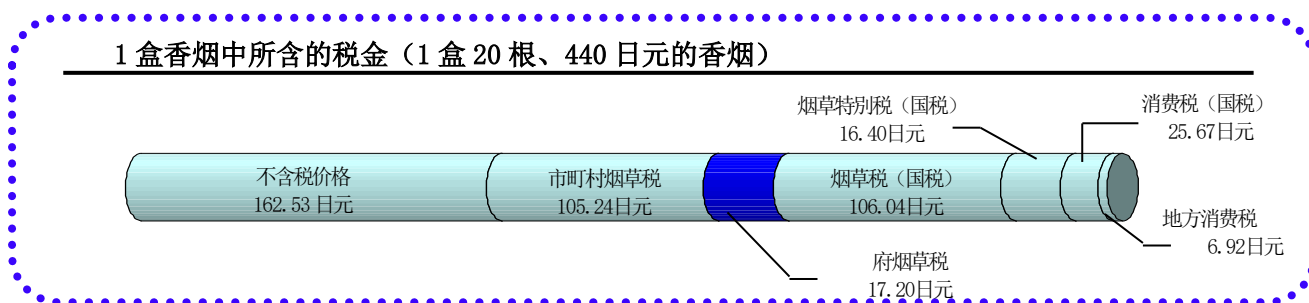 1 盒香烟中所含的税金（1 盒 20 根、440 日元的香烟）
烟草特别税（国税）
16.40日元
消费税（国税）
25.67日元
不含税价格
162.53 日元
市町村烟草税
105.24日元
烟草税（国税）
106.04日元
地方消费税
6.92日元
府烟草税
17.20日元